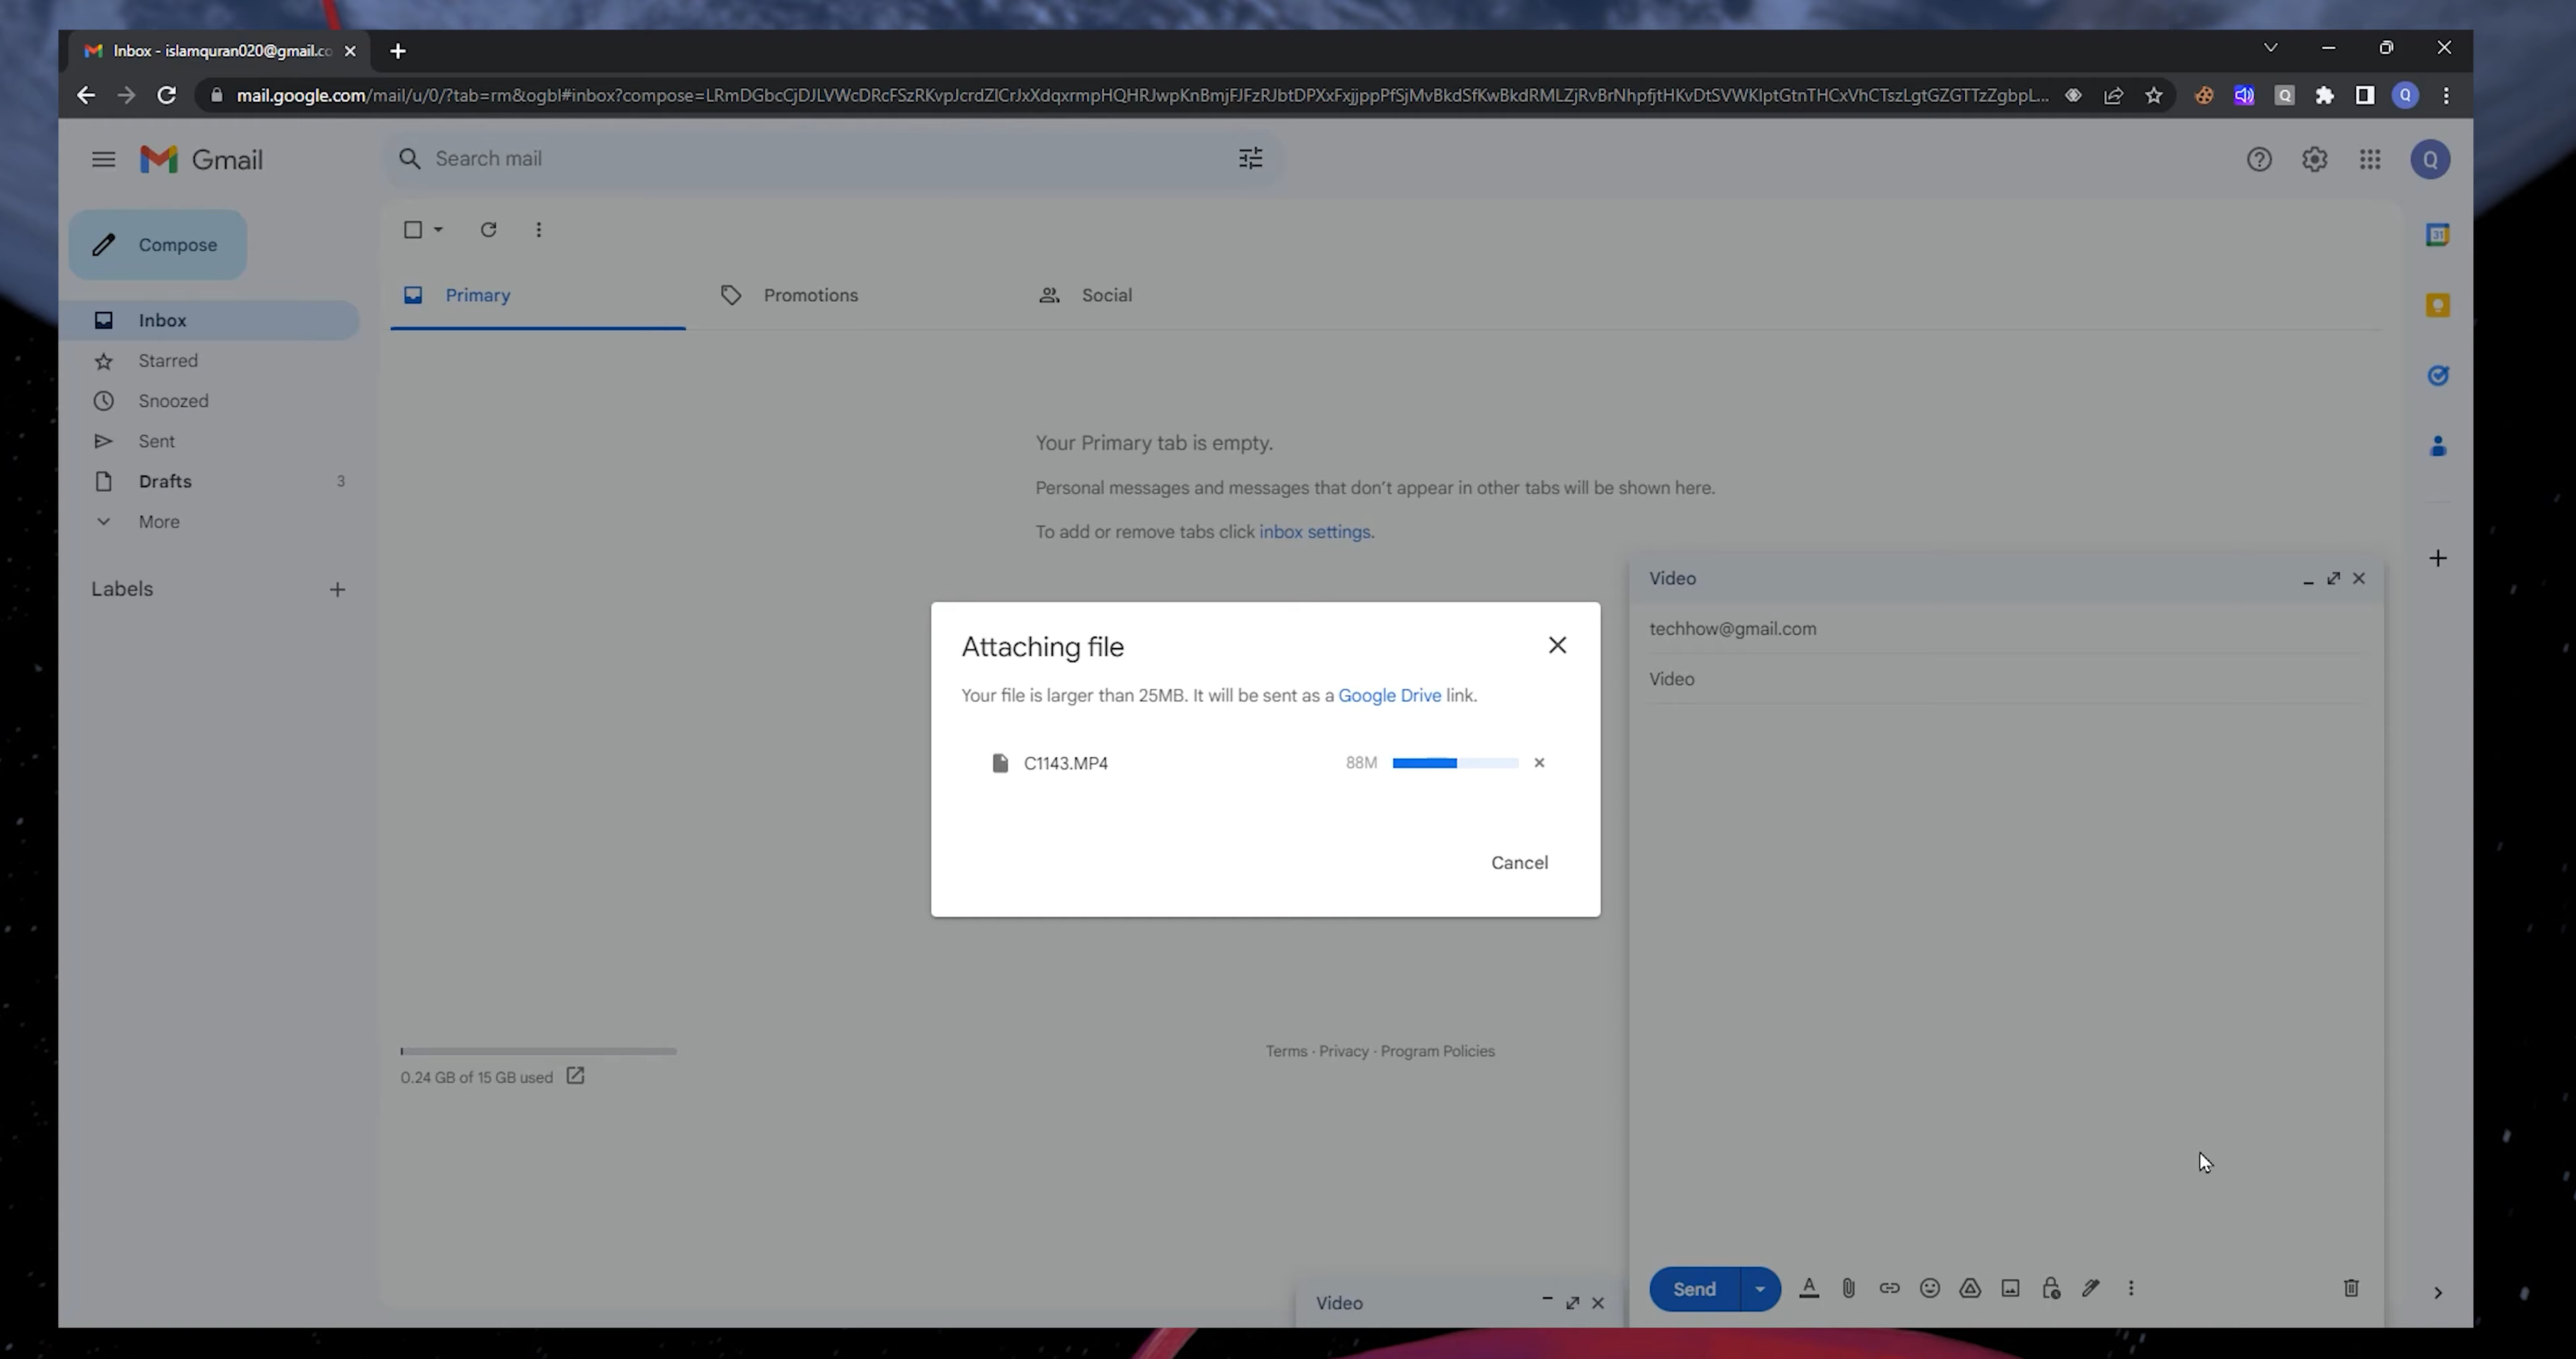 Inbox - islamquran020@gmail.co
mail.google.com/mail/u/0/?tab=rm&ogbl#inbox?compose=
Q
Q
Gmail
Search mail
Q
Compose
Inbox
Starred
Snoozed
Sent
Drafts 3
More
Labels
Primary
Promotions
Social
31
Your Primary tab is empty.
Personal messages and messages that don't appear in other tabs will be shown here.
To add or remove tabs click inbox settings.
Attaching file
Your file is larger than 25MB. It will be sent as a Google Drive link.
C1143.MP4 88M
Cancel
Video
techhow@gmail.com
Video
0.24 GB of 15 GB used
Terms · Privacy · Program Policies
Video
Send